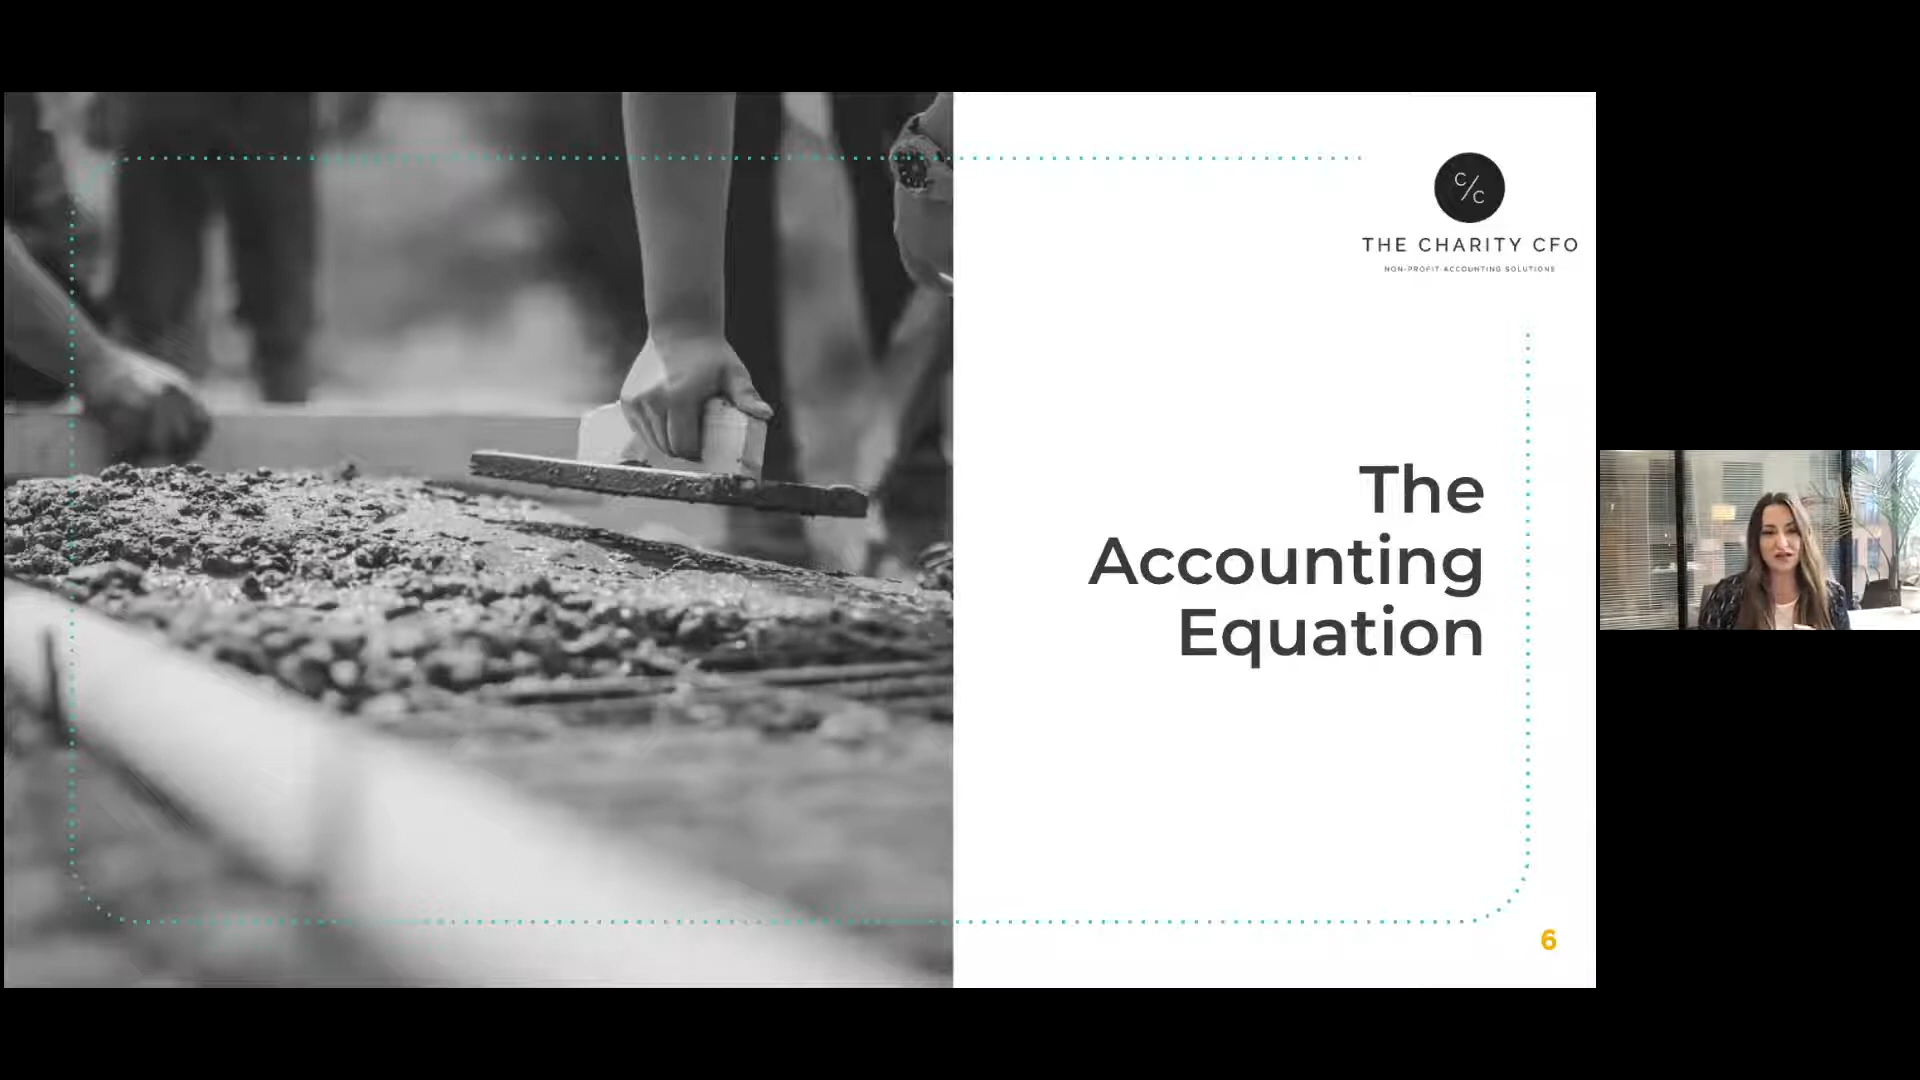 C/C
THE CHARITY CFO
NON-PROFIT ACCOUNTING SOLUTIONS
The
Accounting
Equation
6